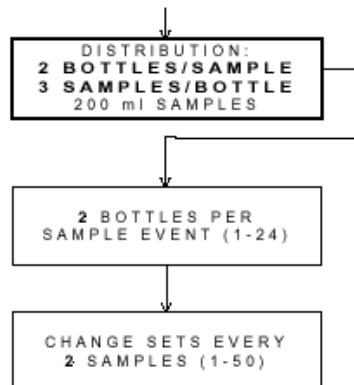 DISTRIBUTION:
2 BOTTLES/SAMPLE
3 SAMPLES/BOTTLE
200 ml SAMPLES
2 BOTTLES PER
SAMPLE EVENT (1-24)
CHANGE SETS EVERY
2 SAMPLES (1-50)